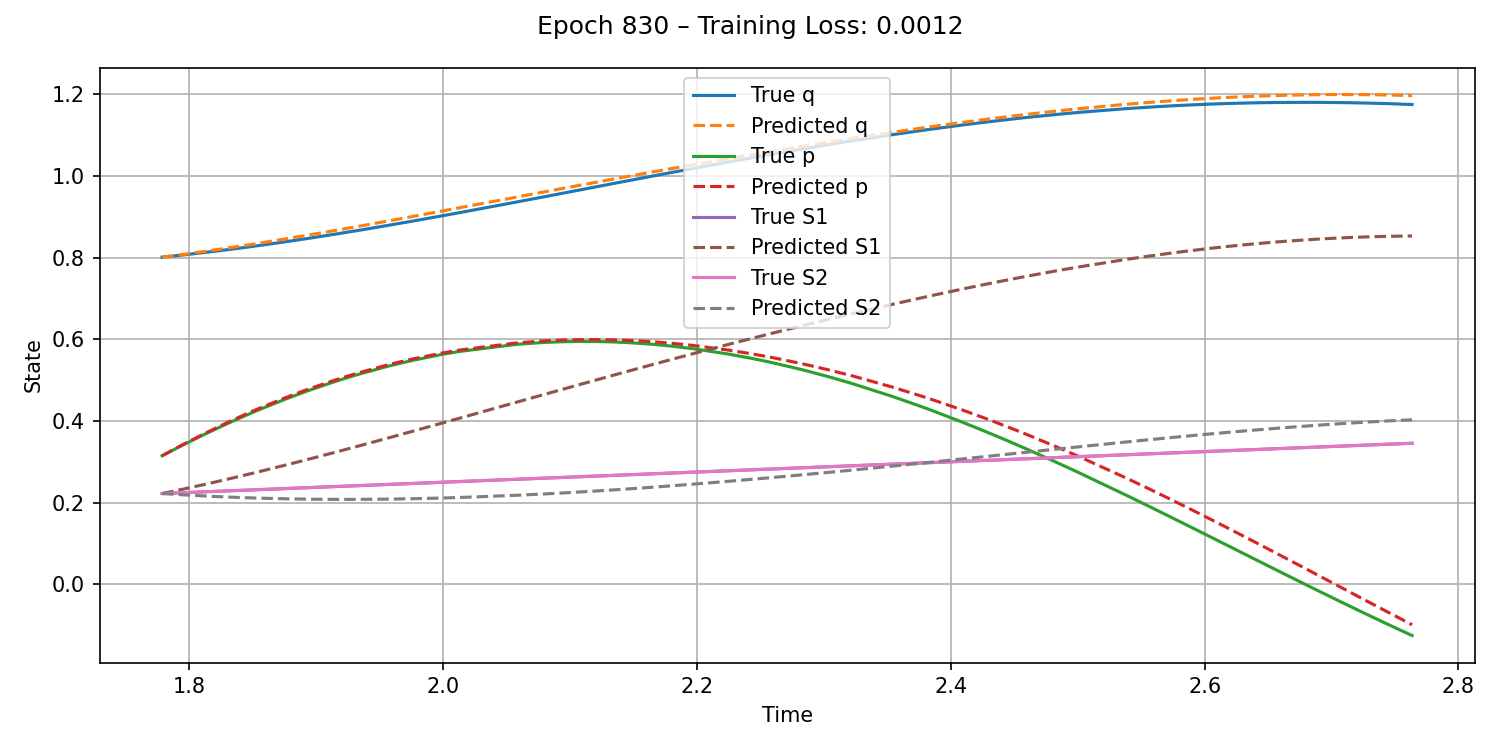 Epoch 830 – Training Loss: 0.0012
True q
Predicted q
True p
Predicted p
True S1
Predicted S1
True S2
Predicted S2
State
1.2
1.0
0.8
0.6
0.4
0.2
0.0
1.8 2.0 2.2 2.4 2.6 2.8
Time